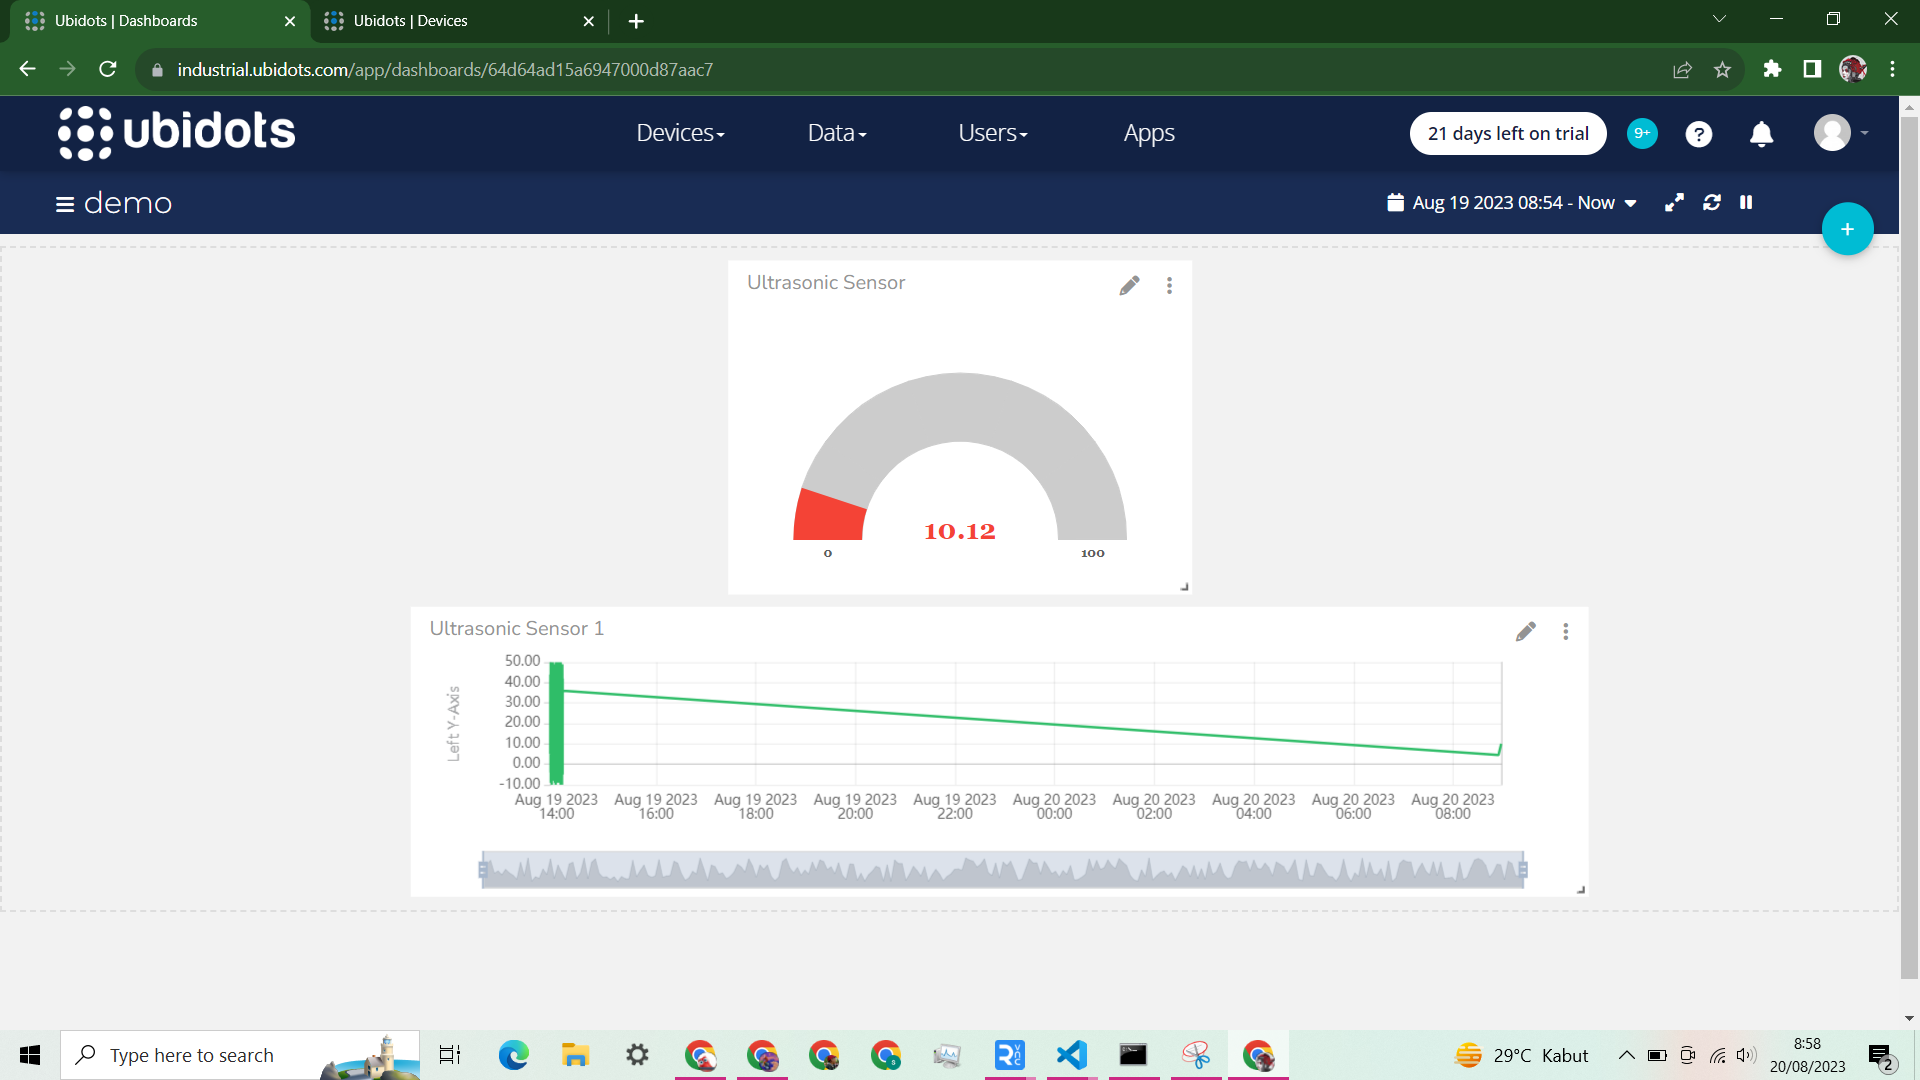 Ubidots | Dashboards
Ubidots | Devices
industrial.ubidots.com/app/dashboards/64d64ad15a6947000d87aac7
ubidots
Devices
Data
Users
Apps
21 days left on trial
9+
?
demo
Aug 19 2023 08:54 - Now
+
Ultrasonic Sensor
10.12
0
100
Ultrasonic Sensor 1
Left Y-Axis
50.00
40.00
30.00
20.00
10.00
0.00
-10.00
Aug 19 2023
14:00
Aug 19 2023
16:00
Aug 19 2023
18:00
Aug 19 2023
20:00
Aug 19 2023
22:00
Aug 20 2023
00:00
Aug 20 2023
02:00
Aug 20 2023
04:00
Aug 20 2023
06:00
Aug 20 2023
08:00
Type here to search
29°C Kabut
8:58
20/08/2023
2